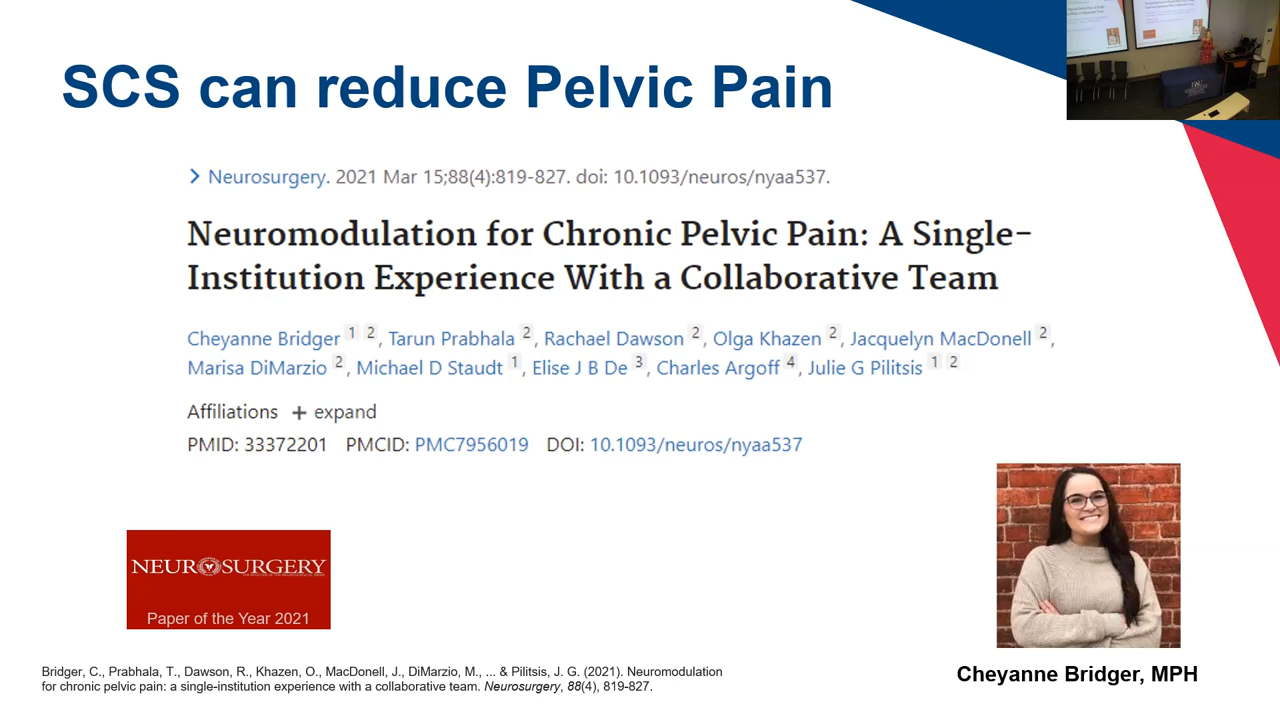 SCS can reduce Pelvic Pain
Neurosurgery. 2021 Mar 15;88(4):819-827. doi: 10.1093/neuros/nyaa537.
Neuromodulation for Chronic Pelvic Pain: A Single-
Institution Experience With a Collaborative Team
Cheyanne Bridger 1 2, Tarun Prabhala 2, Rachael Dawson 2, Olga Khazen 2, Jacquelyn MacDonell 2,
Marisa DiMarzio 2, Michael D Staudt 1, Elise J B De 3, Charles Argoff 4, Julie G Pilitsis 1 2
Affiliations + expand
PMID: 33372201 PMCID: PMC7956019 DOI: 10.1093/neuros/nyaa537
NEUROSURGERY
Paper of the Year 2021
Cheyanne Bridger, MPH
Bridger, C., Prabhala, T., Dawson, R., Khazen, O., MacDonell, J., DiMarzio, M., ... & Pilitsis, J. G. (2021). Neuromodulation
for chronic pelvic pain: a single-institution experience with a collaborative team. Neurosurgery, 88(4), 819-827.